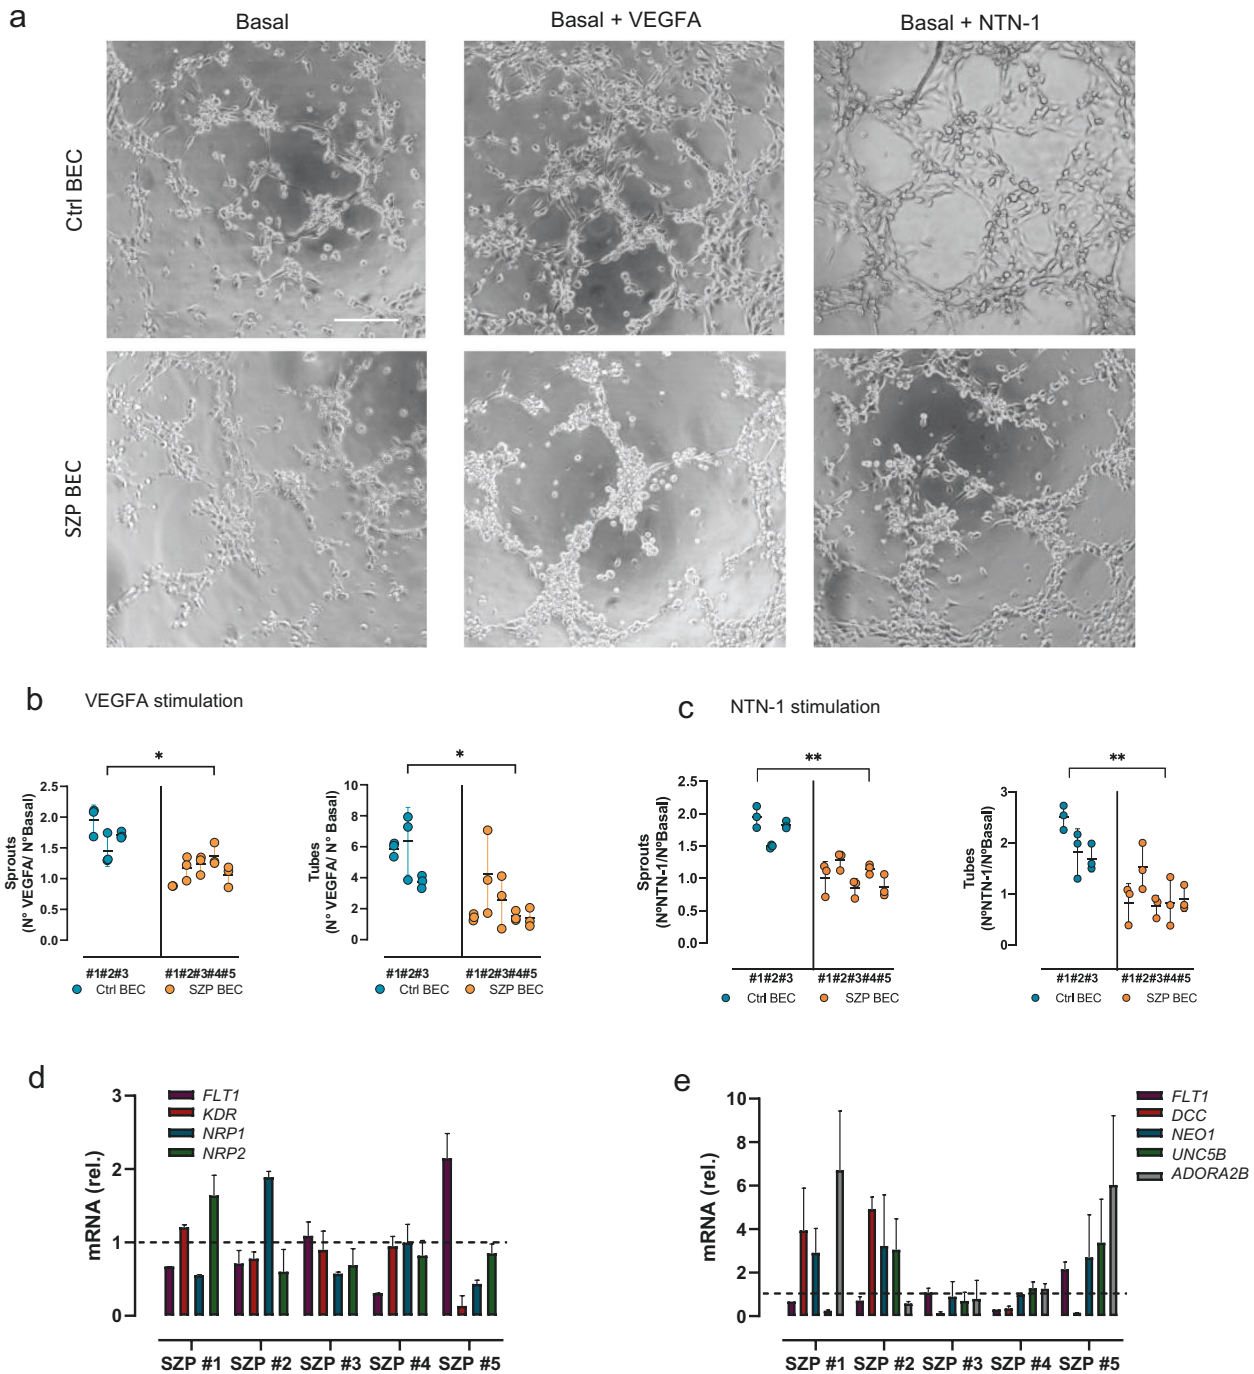 a
Basal
Basal + VEGFA
Basal + NTN-1
Ctrl BEC
SZP BEC
b
VEGFA stimulation
Sprouts
(N° VEGFA/ N°Basal)
2.5
2.0
1.5
1.0
0.5
0.0
*
#1#2#3
#1#2#3#4#5
Ctrl BEC
SZP BEC
Tubes
(N° VEGFA/ N° Basal)
10
8
6
4
2
0
*
#1#2#3
#1#2#3#4#5
Ctrl BEC
SZP BEC
c
NTN-1 stimulation
Sprouts
(N°NTN-1/N°Basal)
2.5
2.0
1.5
1.0
0.5
0.0
**
#1#2#3
#1#2#3#4#5
Ctrl BEC
SZP BEC
Tubes
(N°NTN-1/N°Basal)
3
2
1
0
**
#1#2#3
#1#2#3#4#5
Ctrl BEC
SZP BEC
d
mRNA (rel.)
3
2
1
0
FLT1
KDR
NRP1
NRP2
SZP #1
SZP #2
SZP #3
SZP #4
SZP #5
e
mRNA (rel.)
10
8
6
4
2
0
FLT1
DCC
NEO1
UNC5B
ADORA2B
SZP #1
SZP #2
SZP #3
SZP #4
SZP #5